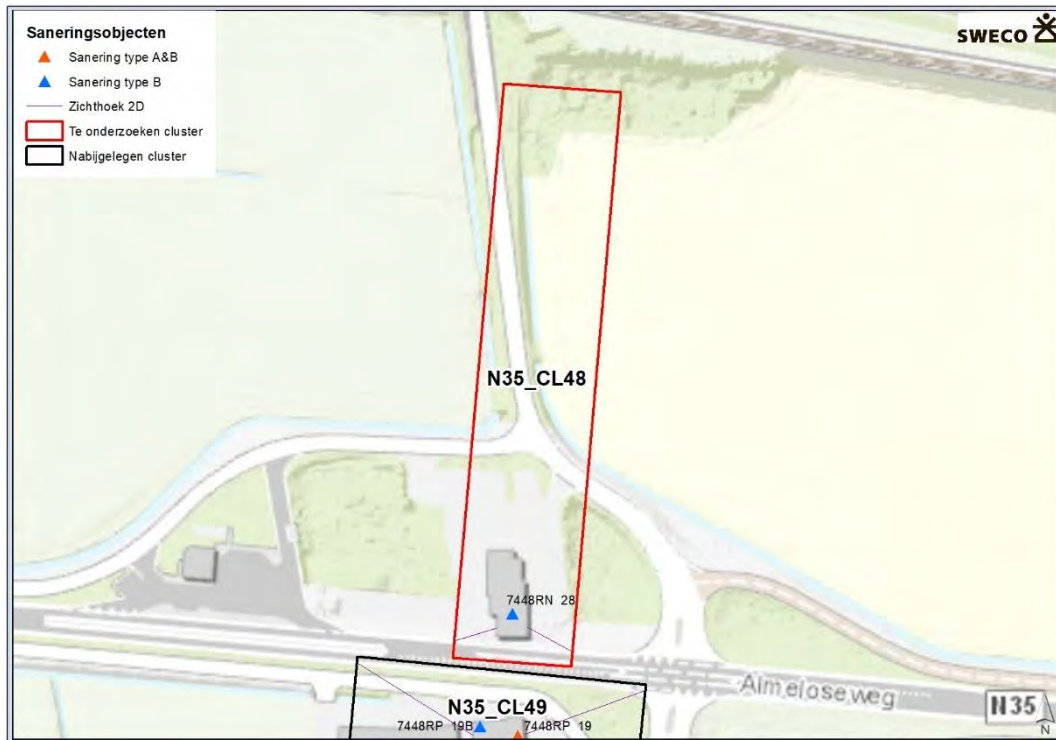 Saneringsobjecten
Sanering type A&B
Sanering type B
Zichthoek 2D
Te onderzoeken cluster
Nabijgelegen cluster
SWECO
N35_CL48
7448RN 28
Almeloseweg
N35
N
N35_CL49
7448RP 19B
7448RP 19